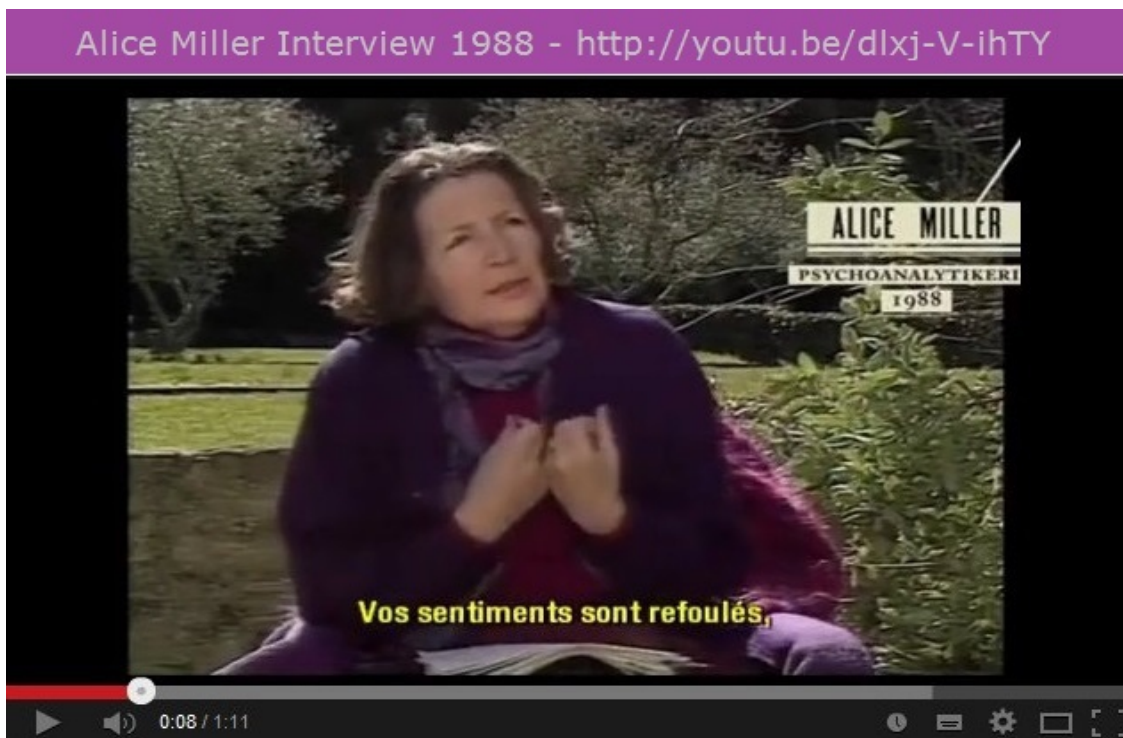 Alice Miller Interview 1988 - http://youtu.be/dlxj-V-ihTY
ALICE MILLER
PSYCHOANALYTIKERI
1988
Vos sentiments sont refoulés,
0:08 / 1:11